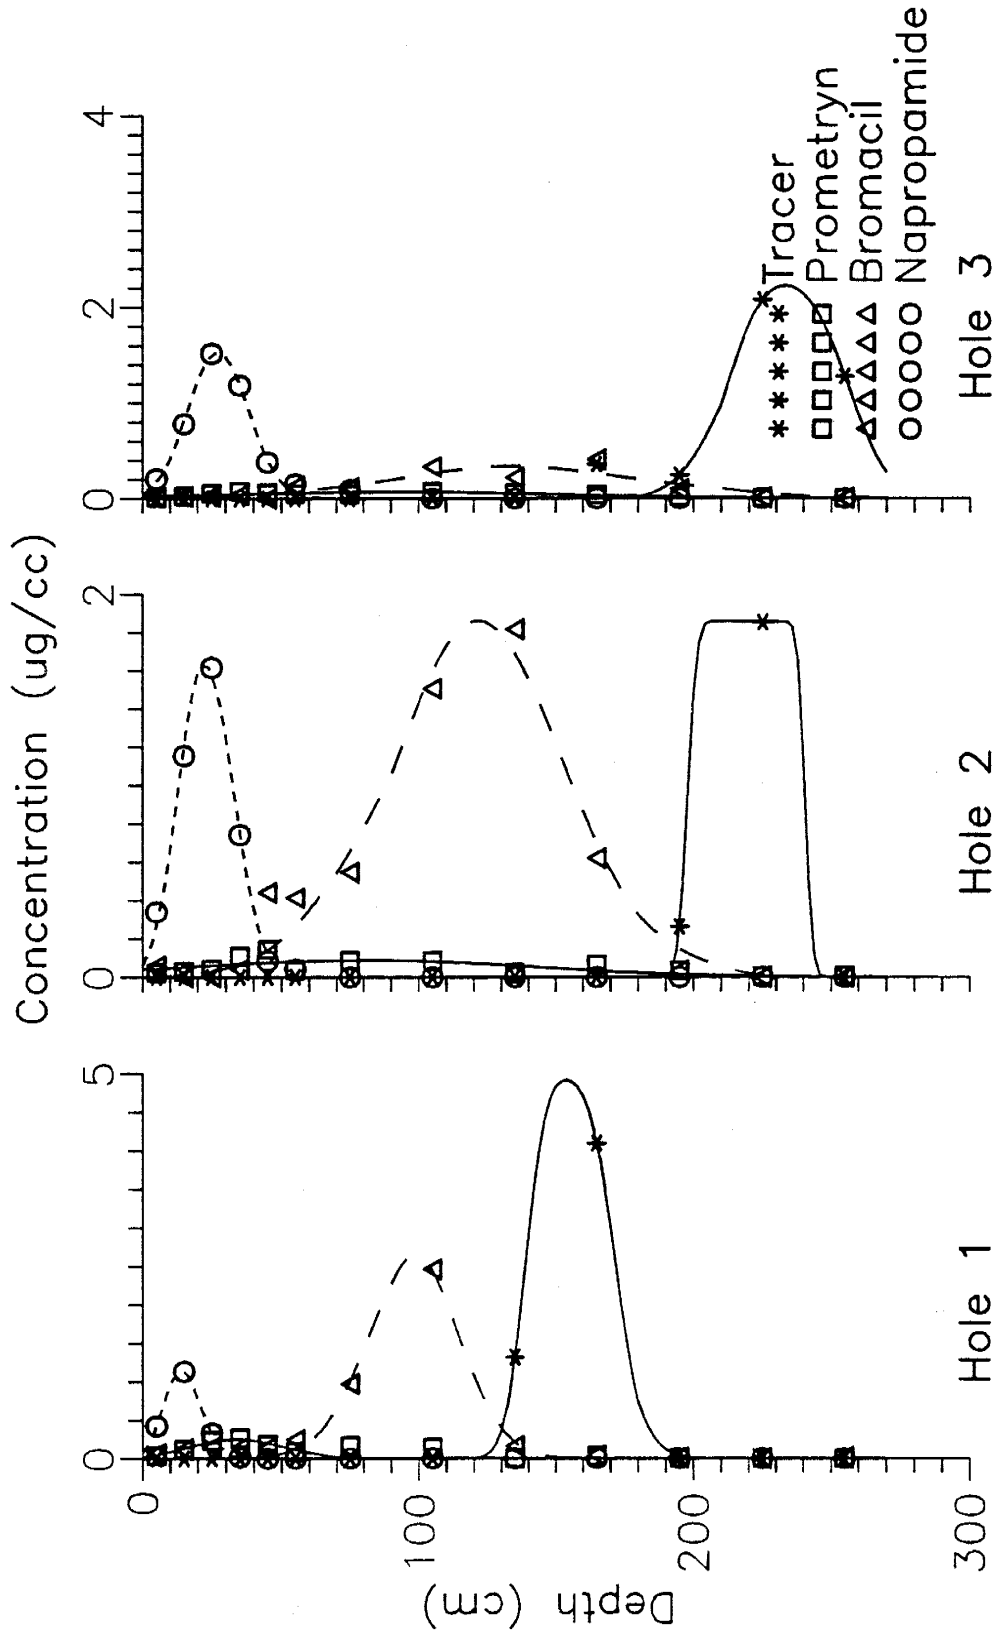 Concentration (ug/cc)
0
5
0
2
0
2
4
0
100
200
300
Depth (cm)
Tracer
Prometryn
Bromacil
Napropamide
Hole 1
Hole 2
Hole 3